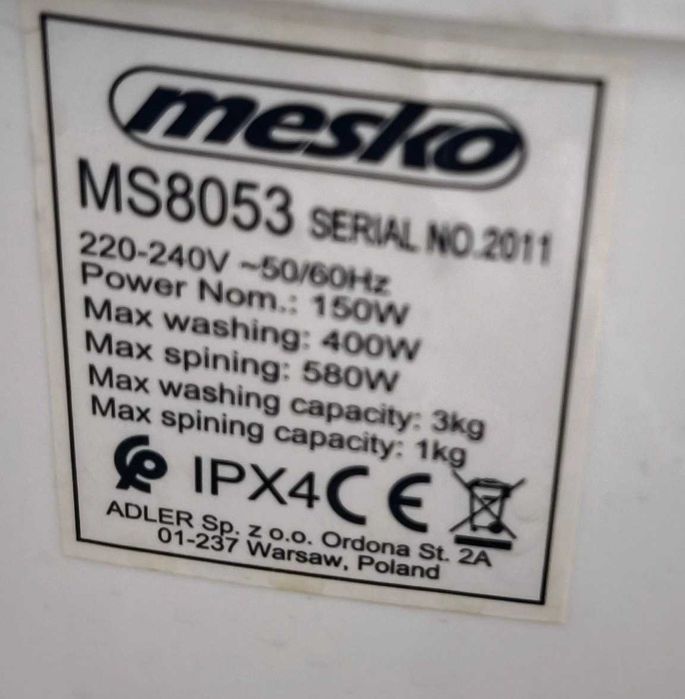 mesko
MS8053 SERIAL NO.2011
220-240V ~50/60Hz
Power Nom.: 150W
Max washing: 400W
Max spining: 580W
Max washing capacity: 3kg
Max spining capacity: 1kg
IPX4 CE
ADLER Sp. z o.o. Ordona St. 2A
01-237 Warsaw, Poland